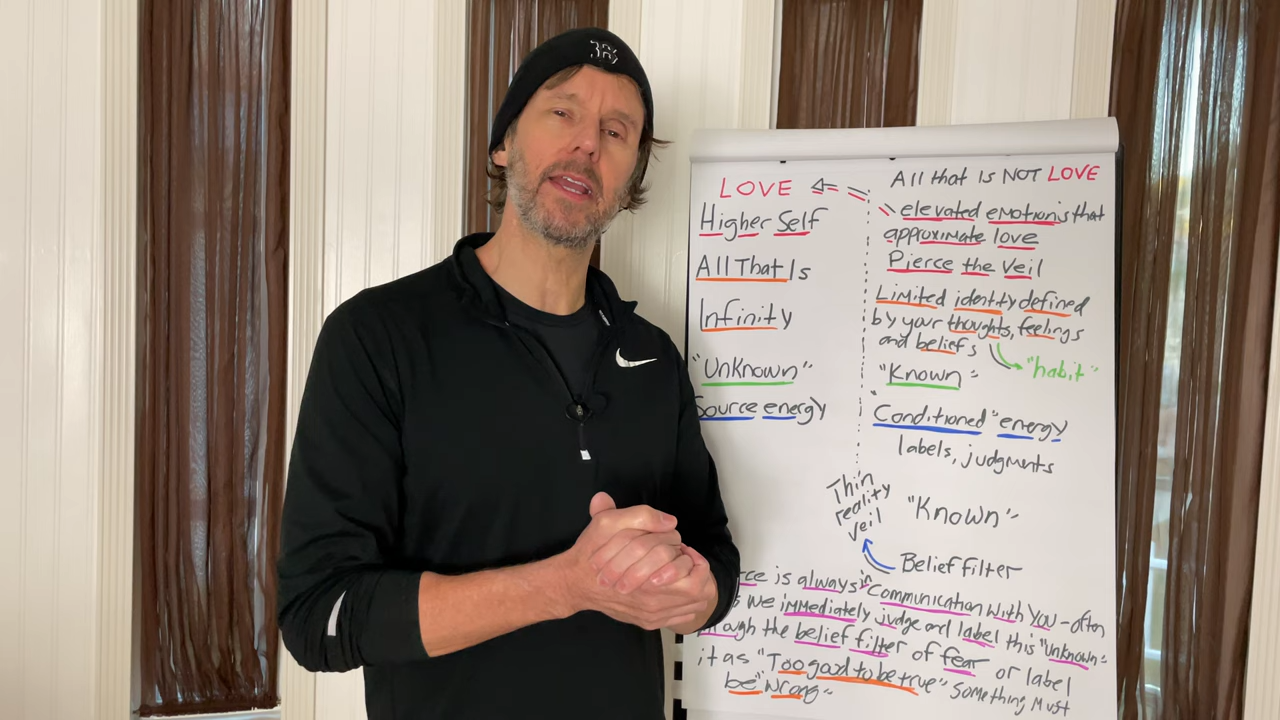 LOVE
Higher Self
All That Is
Infinity
"Unknown"
Source energy
All that Is NOT LOVE
elevated emotions that
approximate love
Pierce the Veil
Limited identity defined
by your thoughts, feelings
and beliefs
"habit"
"Known"
"Conditioned" energy
labels, judgments
Thin
reality
veil
"Known"
Belief Filter
is always in Communication with You - often
we immediately judge and label this "unknown"
the belief filter of fear or label
it as "Too good to be true" Something Must
be "wrong"